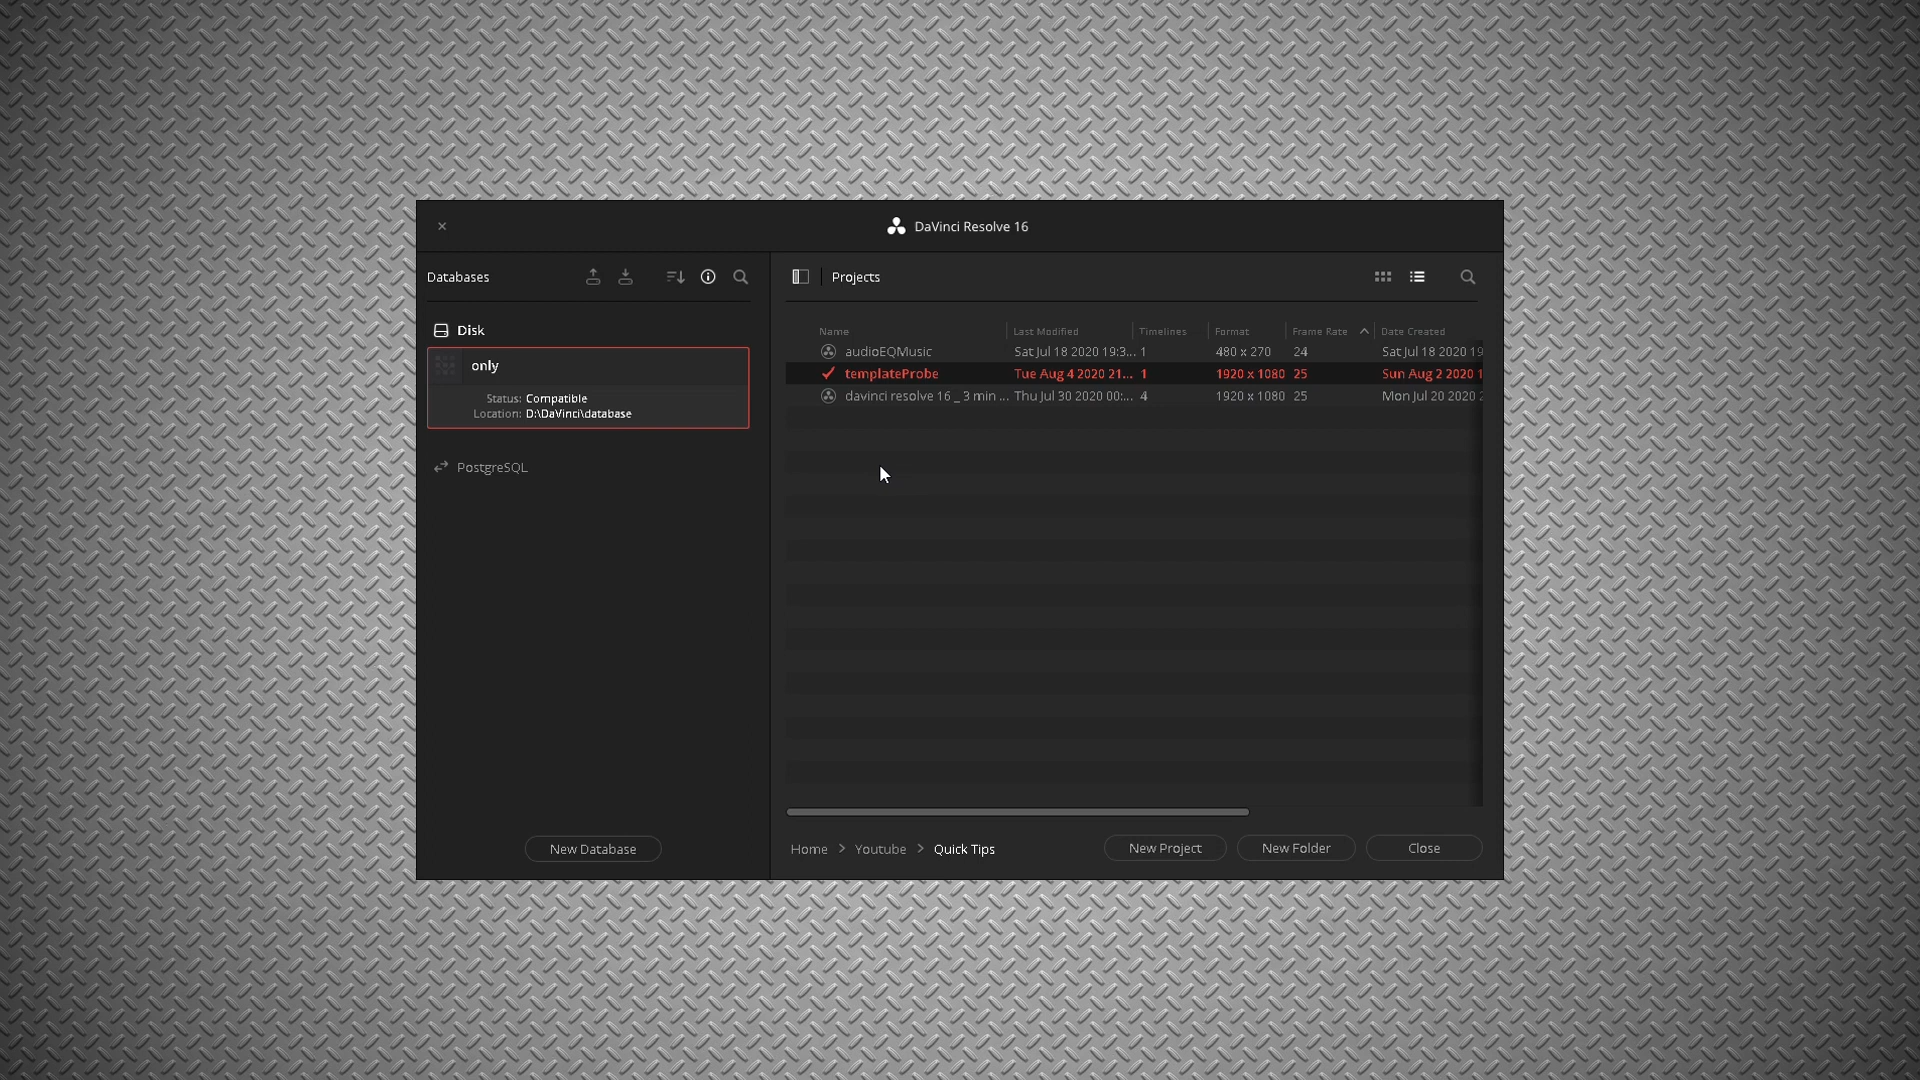 DaVinci Resolve 16
Databases
Projects
Disk
only
Status: Compatible
Location: D:\DaVinci\database
PostgreSQL
Name Last Modified Timelines Format Frame Rate Date Created
audioEQMusic Sat Jul 18 2020 19:3... 1 480 x 270 24 Sat Jul 18 2020 19
templateProbe Tue Aug 4 2020 21... 1 1920 x 1080 25 Sun Aug 2 2020 1
davinci resolve 16 _ 3 min ... Thu Jul 30 2020 00:... 4 1920 x 1080 25 Mon Jul 20 2020 2
New Database
Home > Youtube > Quick Tips
New Project
New Folder
Close